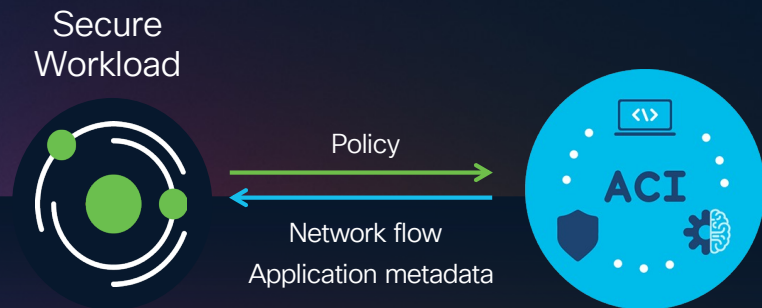 Secure
Workload
Policy
Network flow
Application metadata
<\>
ACI